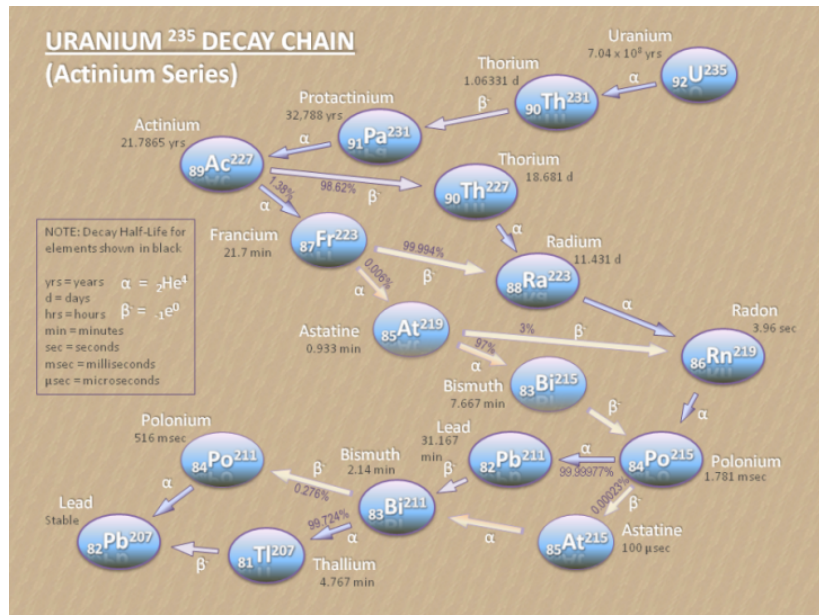 URANIUM ²³⁵ DECAY CHAIN
(Actinium Series)
Uranium
7.04 x 10⁸ yrs
₉₂U²³⁵
α
Thorium
1.06331 d
₉₀Th²³¹
β⁻
Protactinium
32,788 yrs
₉₁Pa²³¹
α
Actinium
21.7865 yrs
₈₉Ac²²⁷
1.38%
α
98.62%
β⁻
Thorium
18.681 d
₉₀Th²²⁷
α
Francium
21.7 min
₈₇Fr²²³
99.994%
β⁻
0.006%
α
Radium
11.431 d
₈₈Ra²²³
α
NOTE: Decay Half-Life for
elements shown in black
yrs = years
d = days
hrs = hours
min = minutes
sec = seconds
msec = milliseconds
µsec = microseconds
α = ₂He⁴
β⁻ = ₋₁e⁰
Astatine
0.933 min
₈₅At²¹⁹
3%
β⁻
97%
α
Radon
3.96 sec
₈₆Rn²¹⁹
α
Bismuth
7.667 min
₈₃Bi²¹⁵
β⁻
Polonium
1.781 msec
₈₄Po²¹⁵
α
99.99977%
0.00023%
β⁻
Lead
31.167
min
₈₂Pb²¹¹
β⁻
Astatine
100 µsec
₈₅At²¹⁵
α
Bismuth
2.14 min
₈₃Bi²¹¹
β⁻
0.276%
99.724%
α
Polonium
516 msec
₈₄Po²¹¹
α
Thallium
4.767 min
₈₁Tl²⁰⁷
β⁻
Lead
Stable
₈₂Pb²⁰⁷